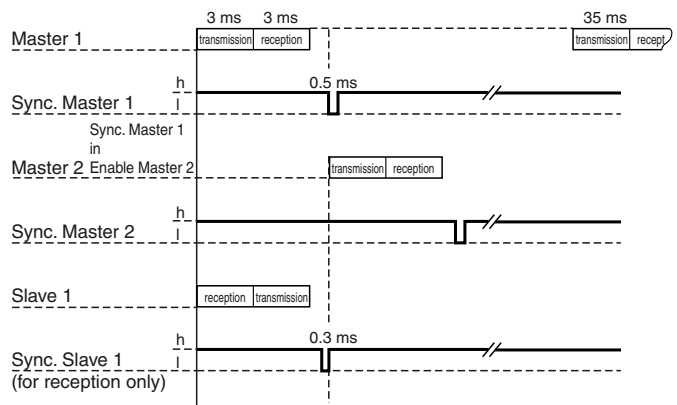 3 ms 3 ms 35 ms
Master 1 transmission reception transmission recept
h 0.5 ms
Sync. Master 1 l
Sync. Master 1
in
Master 2 Enable Master 2 transmission reception
h
Sync. Master 2 l
Slave 1 reception transmission
h 0.3 ms
Sync. Slave 1 l
(for reception only)